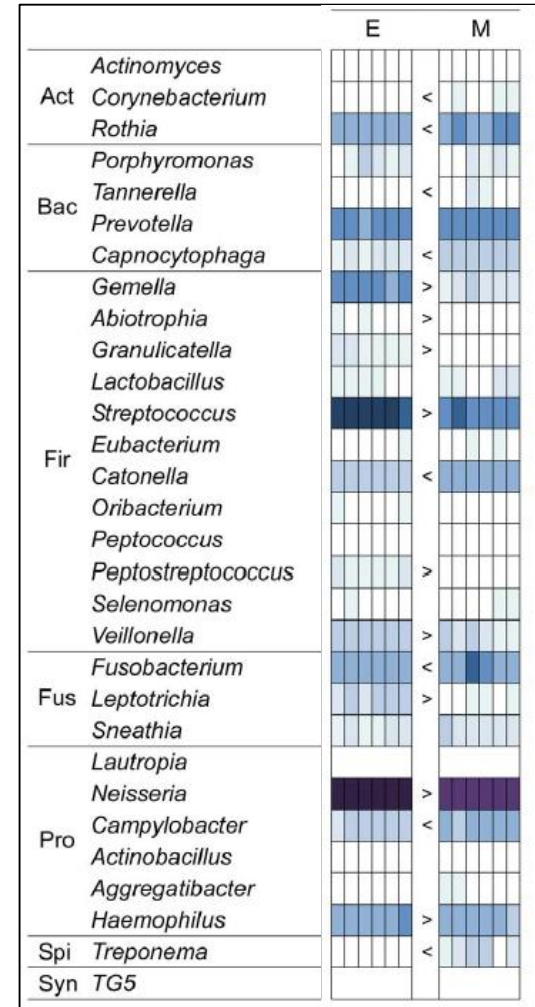 E M
Actinomyces
Act Corynebacterium <
Rothia <
Porphyromonas
Bac Tannerella <
Prevotella
Capnocytophaga <
Gemella >
Abiotrophia >
Granulicatella >
Lactobacillus
Streptococcus >
Eubacterium
Fir Catonella <
Oribacterium
Peptococcus
Peptostreptococcus >
Selenomonas
Veillonella >
Fusobacterium <
Fus Leptotrichia >
Sneathia
Lautropia
Neisseria >
Campylobacter <
Pro Actinobacillus
Aggregatibacter
Haemophilus >
Spi Treponema <
Syn TG5